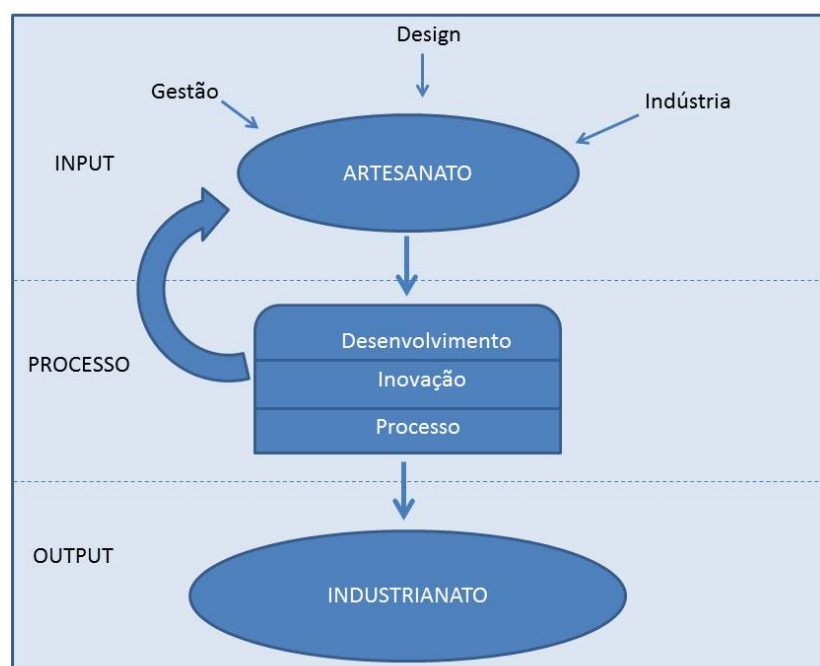 Design
Gestão
Indústria
INPUT
ARTESANATO
Desenvolvimento
PROCESSO
Inovação
Processo
OUTPUT
INDUSTRIANATO